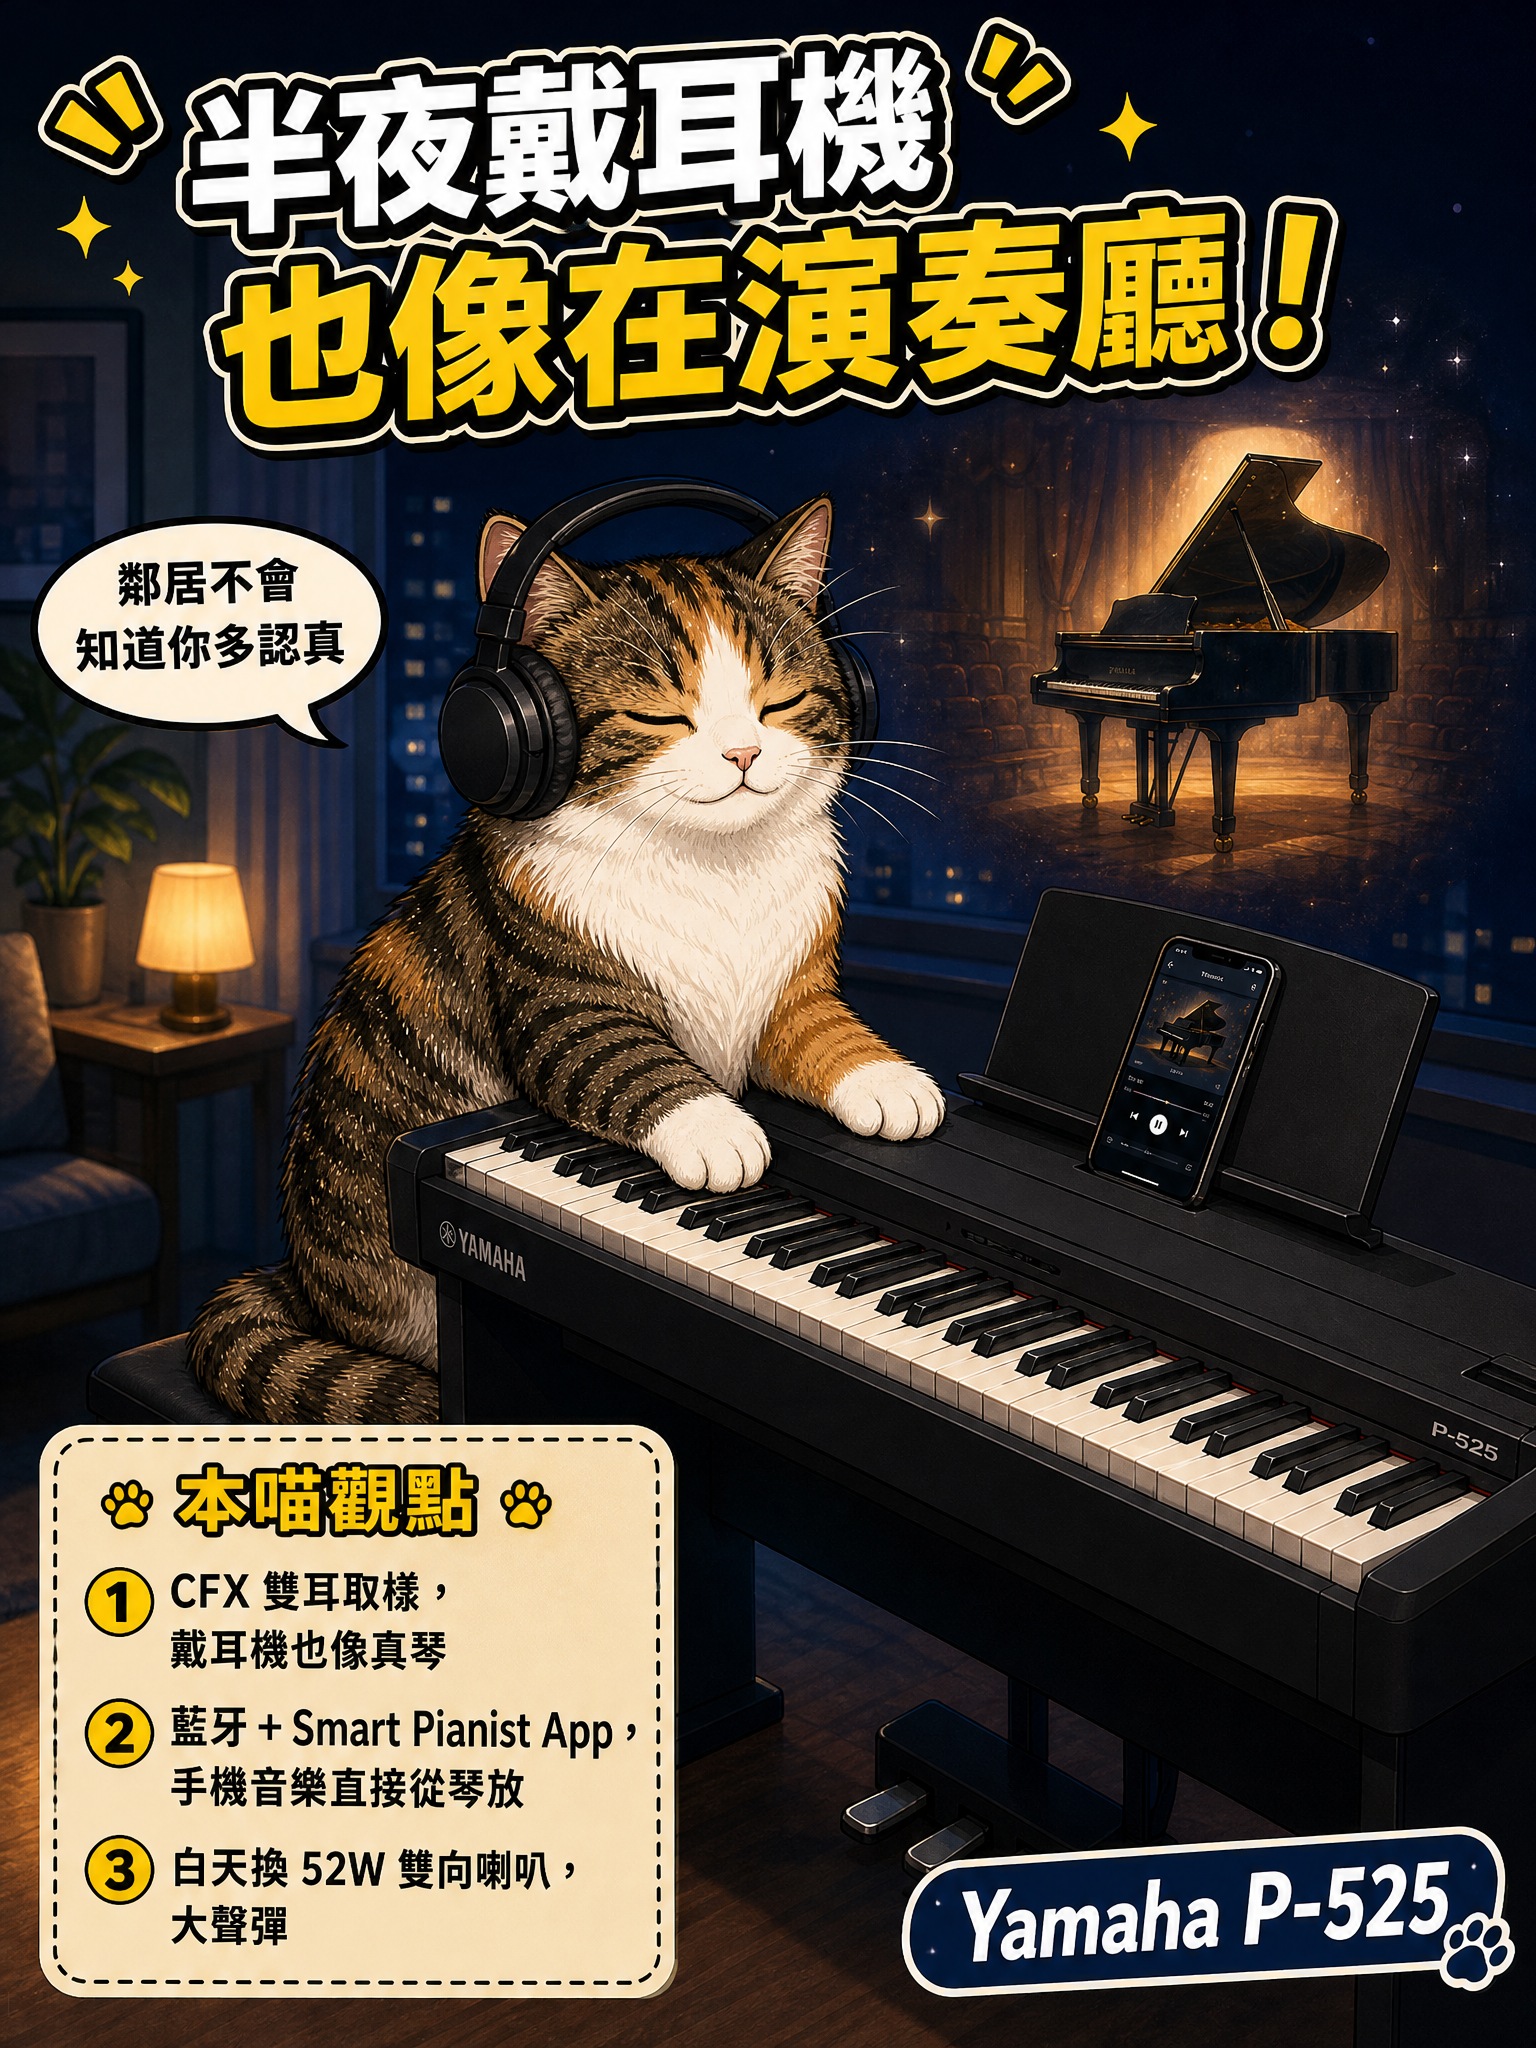 半夜戴耳機
也像在演奏廳！
鄰居不會
知道你多認真
YAMAHA
P-525
本喵觀點
1 CFX 雙耳取樣，
戴耳機也像真琴
2 藍牙 + Smart Pianist App，
手機音樂直接從琴放
3 白天換 52W 雙向喇叭，
大聲彈
Yamaha P-525